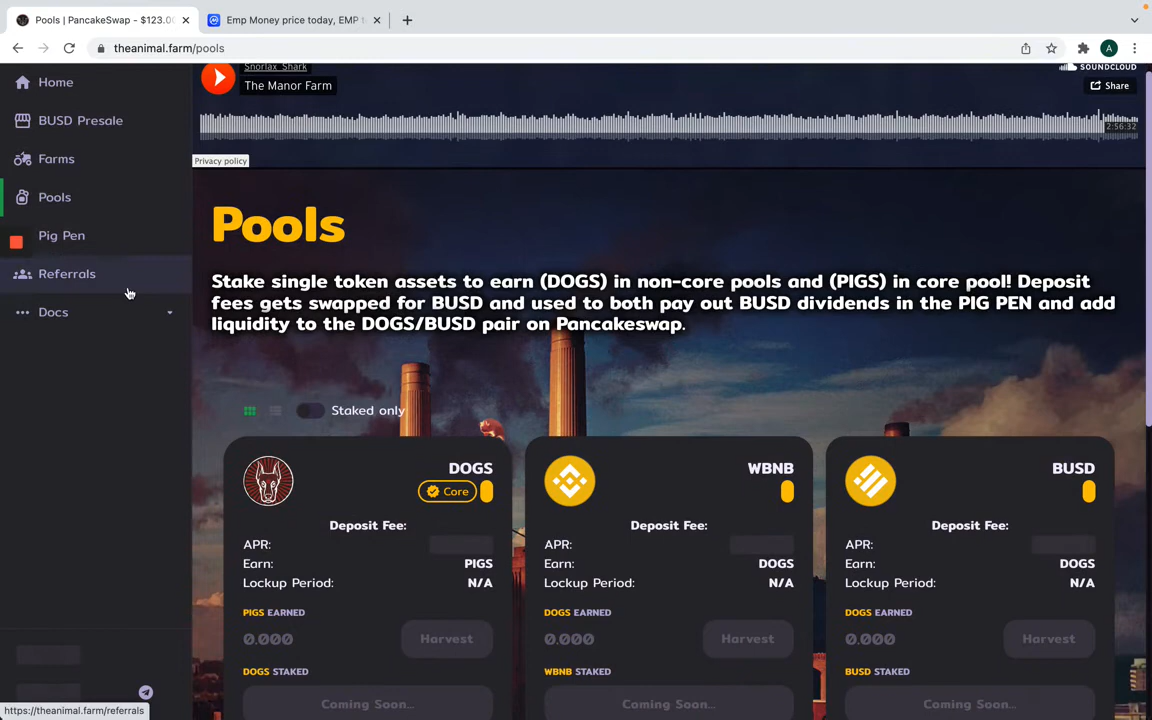 Pools | PancakeSwap - $123.0
Emp Money price today, EMP t
theanimal.farm/pools
A
Home
BUSD Presale
Farms
Pools
Pig Pen
Referrals
Docs
Snorlax Shark
The Manor Farm
SOUNDCLOUD
Share
2:56:32
Privacy policy
Pools
Stake single token assets to earn (DOGS) in non-core pools and (PIGS) in core pool! Deposit
fees gets swapped for BUSD and used to both pay out BUSD dividends in the PIG PEN and add
liquidity to the DOGS/BUSD pair on Pancakeswap.
Staked only
DOGS
Core
Deposit Fee:
APR:
Earn: PIGS
Lockup Period: N/A
PIGS EARNED
0.000 Harvest
DOGS STAKED
Coming Soon...
WBNB
Deposit Fee:
APR:
Earn: DOGS
Lockup Period: N/A
DOGS EARNED
0.000 Harvest
WBNB STAKED
Coming Soon...
BUSD
Deposit Fee:
APR:
Earn: DOGS
Lockup Period: N/A
DOGS EARNED
0.000 Harvest
BUSD STAKED
Coming Soon...
https://theanimal.farm/referrals